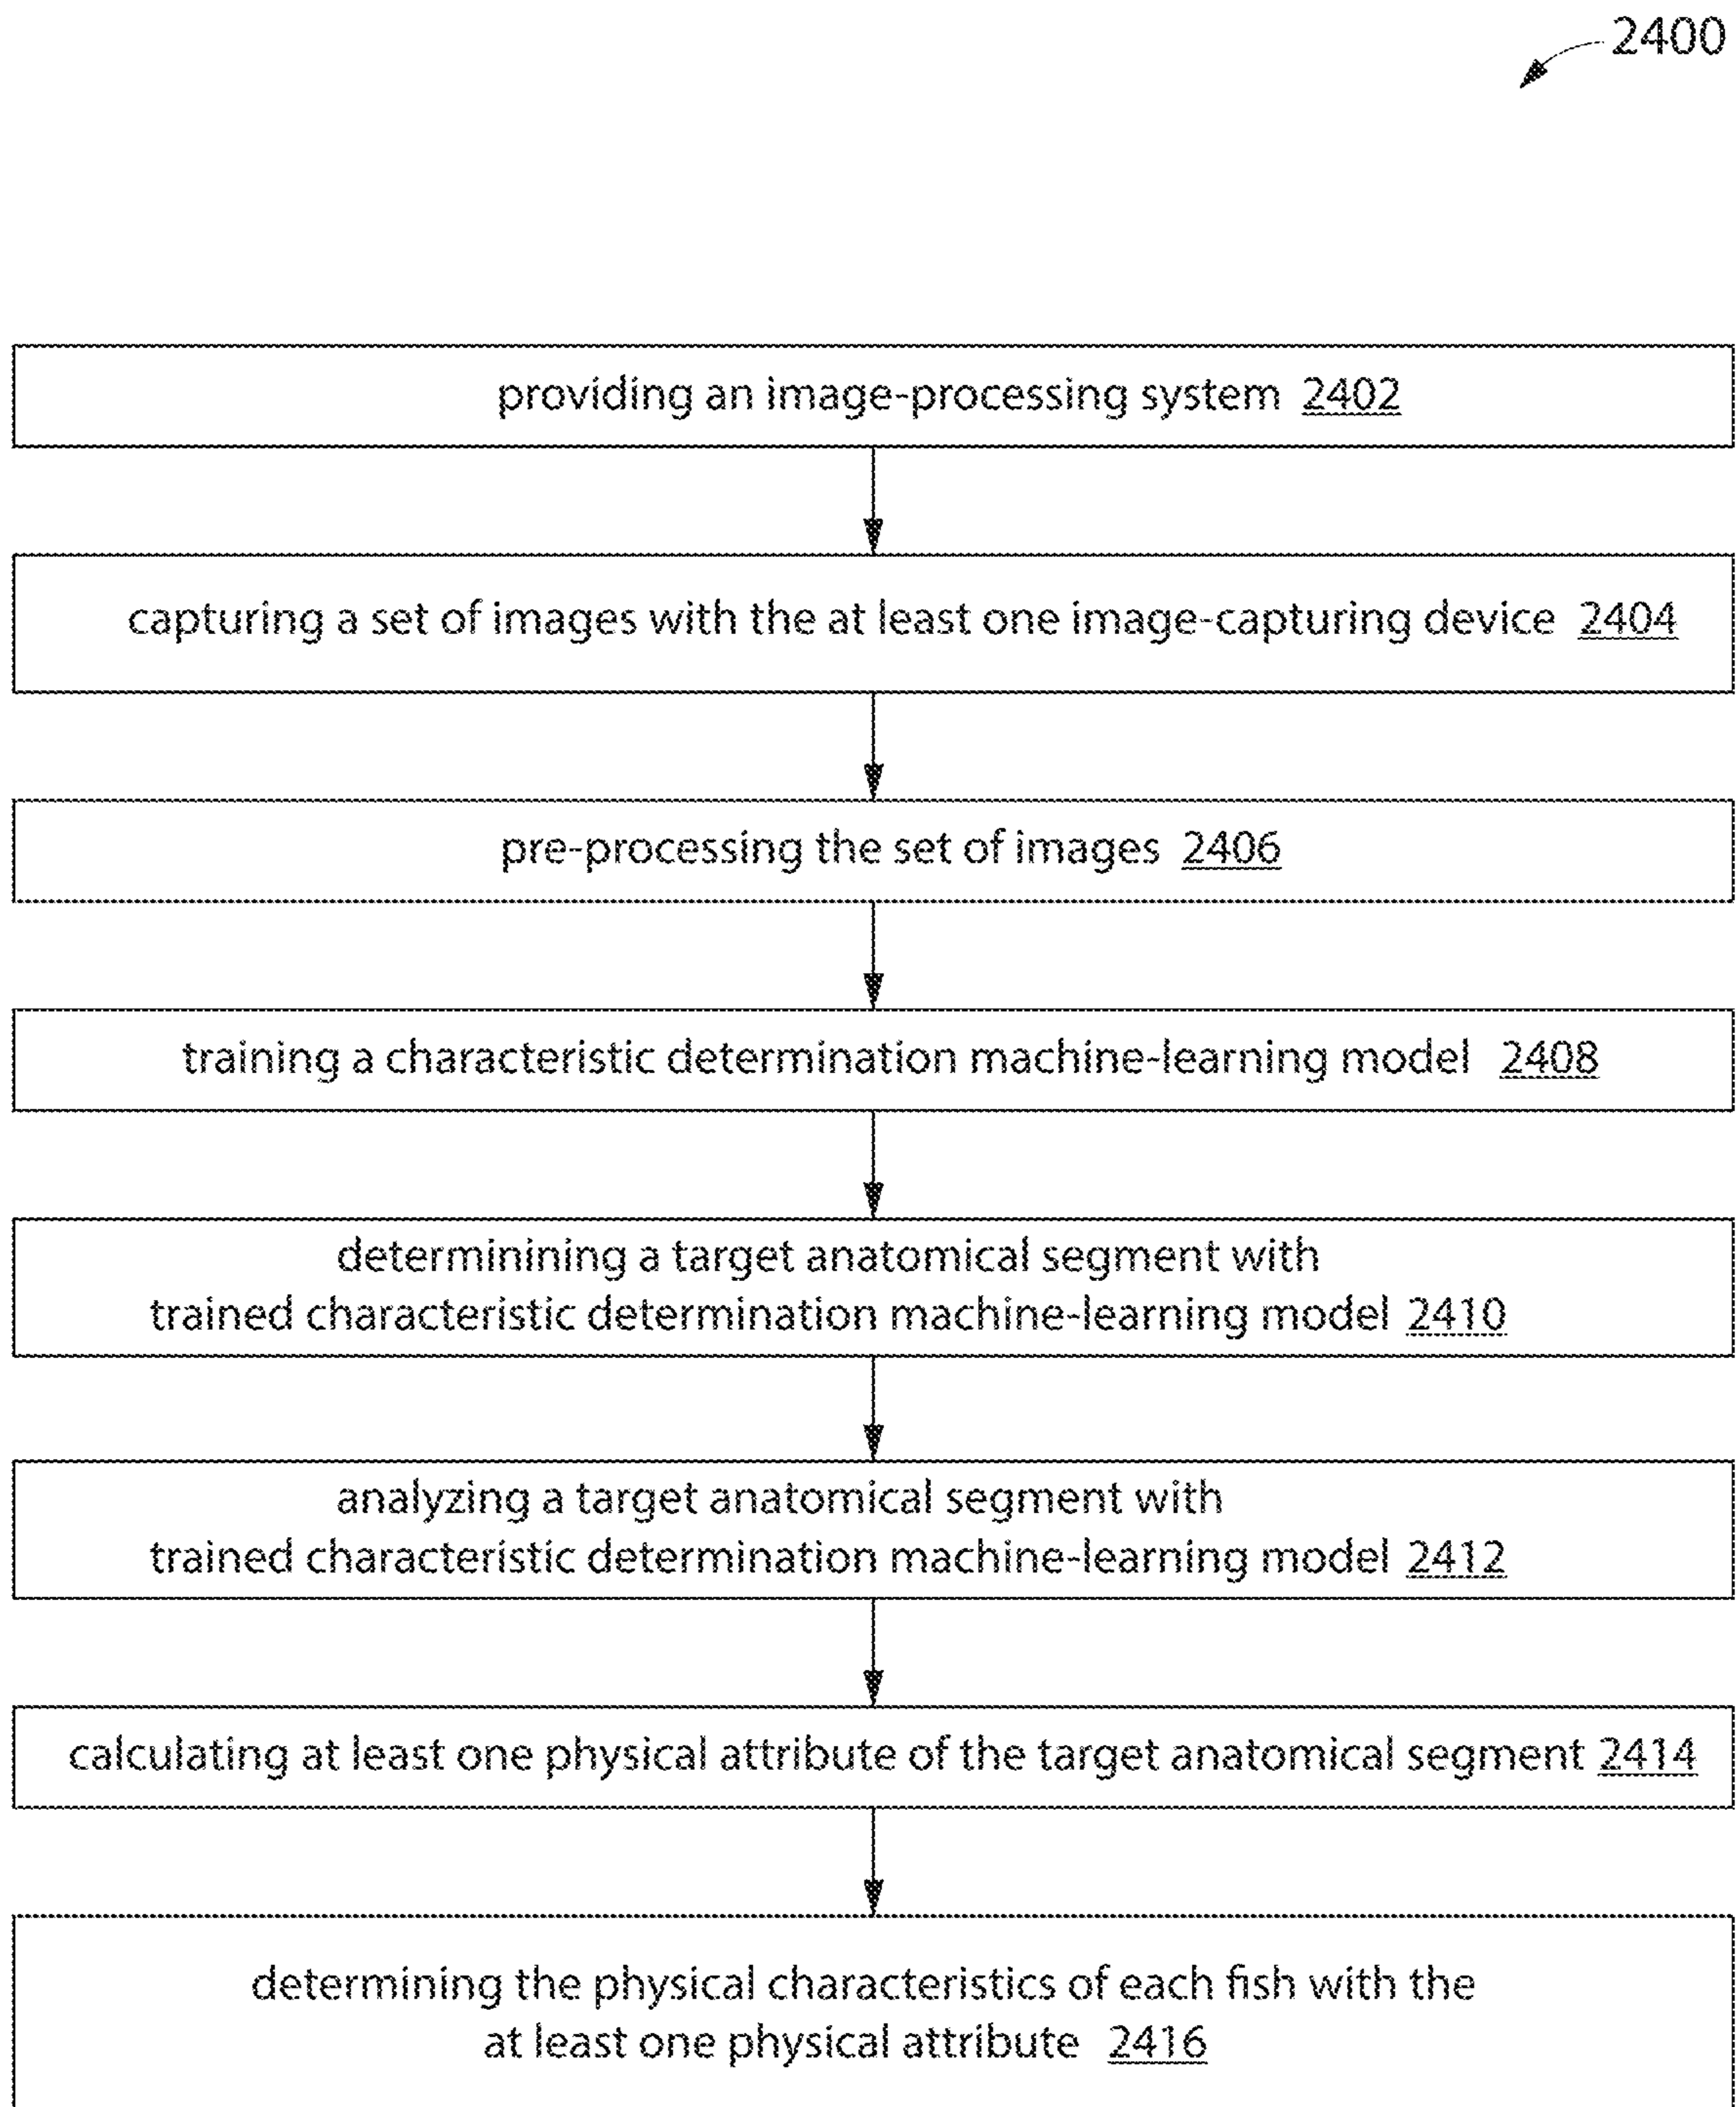 2400
providing an image-processing system 2402
capturing a set of images with the at least one image-capturing device 2404
pre-processing the set of images 2406
training a characteristic determination machine-learning model 2408
determinining a target anatomical segment with
trained characteristic determination machine-learning model 2410
analyzing a target anatomical segment with
trained characteristic determination machine-learning model 2412
calculating at least one physical attribute of the target anatomical segment 2414
determining the physical characteristics of each fish with the
at least one physical attribute 2416